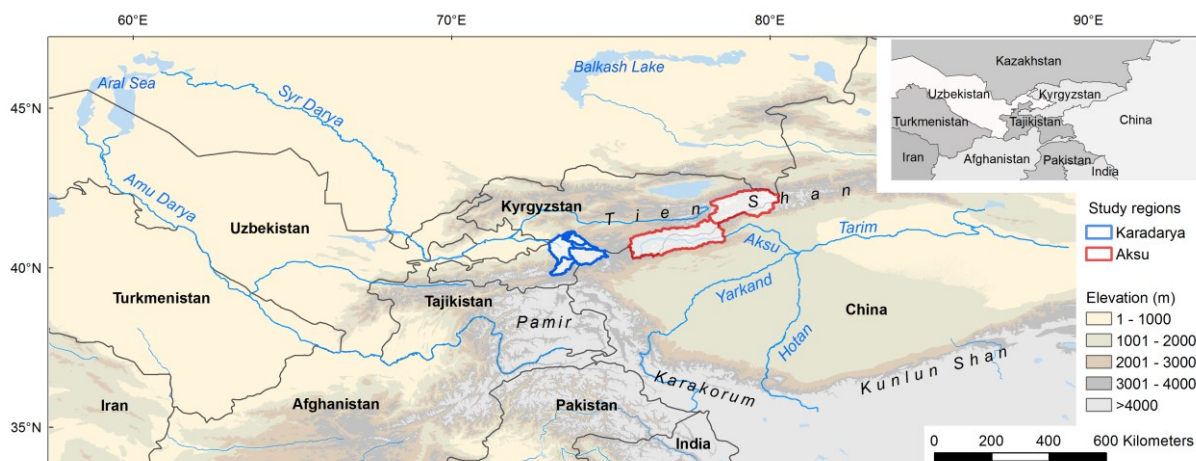 60°E
70°E
80°E
90°E
45°N
40°N
35°N
Aral Sea
Syr Darya
Balkash Lake
Amu Darya
Uzbekistan
Kyrgyzstan
Tien Shan
Aksu
Tarim
Turkmenistan
Tajikistan
Yarkand
China
Pamir
Hotan
Karakorum
Kunlun Shan
Iran
Afghanistan
Pakistan
India
Kazakhstan
Uzbekistan
Kyrgyzstan
Turkmenistan
Tajikistan
China
Iran
Afghanistan
Pakistan
India
Study regions
Karadarya
Aksu
Elevation (m)
1 - 1000
1001 - 2000
2001 - 3000
3001 - 4000
>4000
0 200 400 600 Kilometers